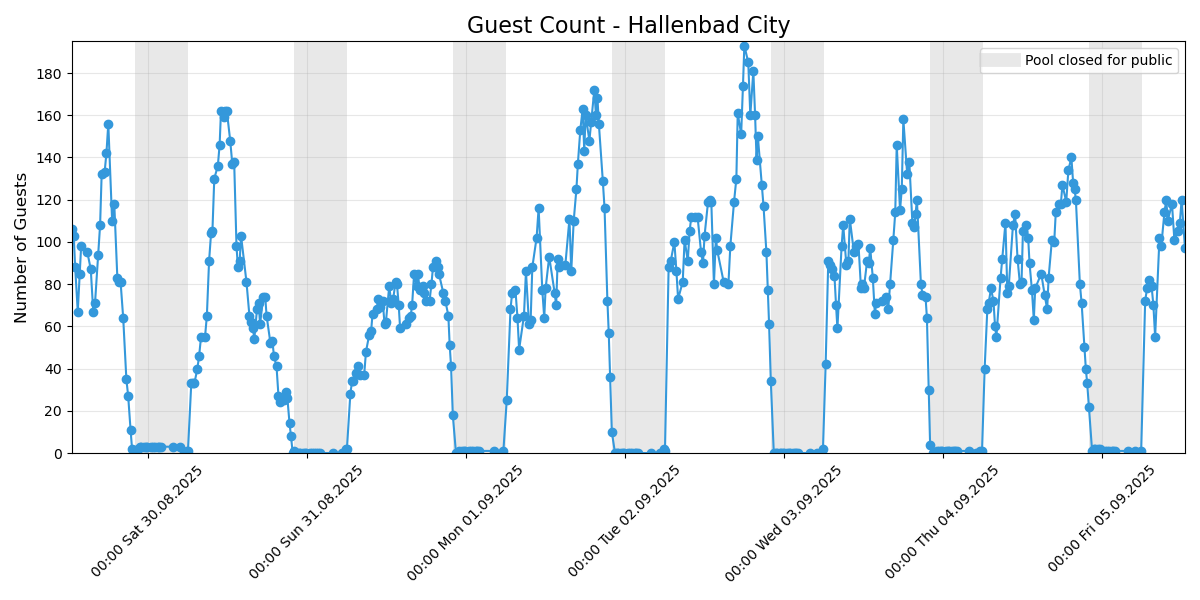 Guest Count - Hallenbad City
Pool closed for public
Number of Guests
180
160
140
120
100
80
60
40
20
0
00:00 Sat 30.08.2025
00:00 Sun 31.08.2025
00:00 Mon 01.09.2025
00:00 Tue 02.09.2025
00:00 Wed 03.09.2025
00:00 Thu 04.09.2025
00:00 Fri 05.09.2025